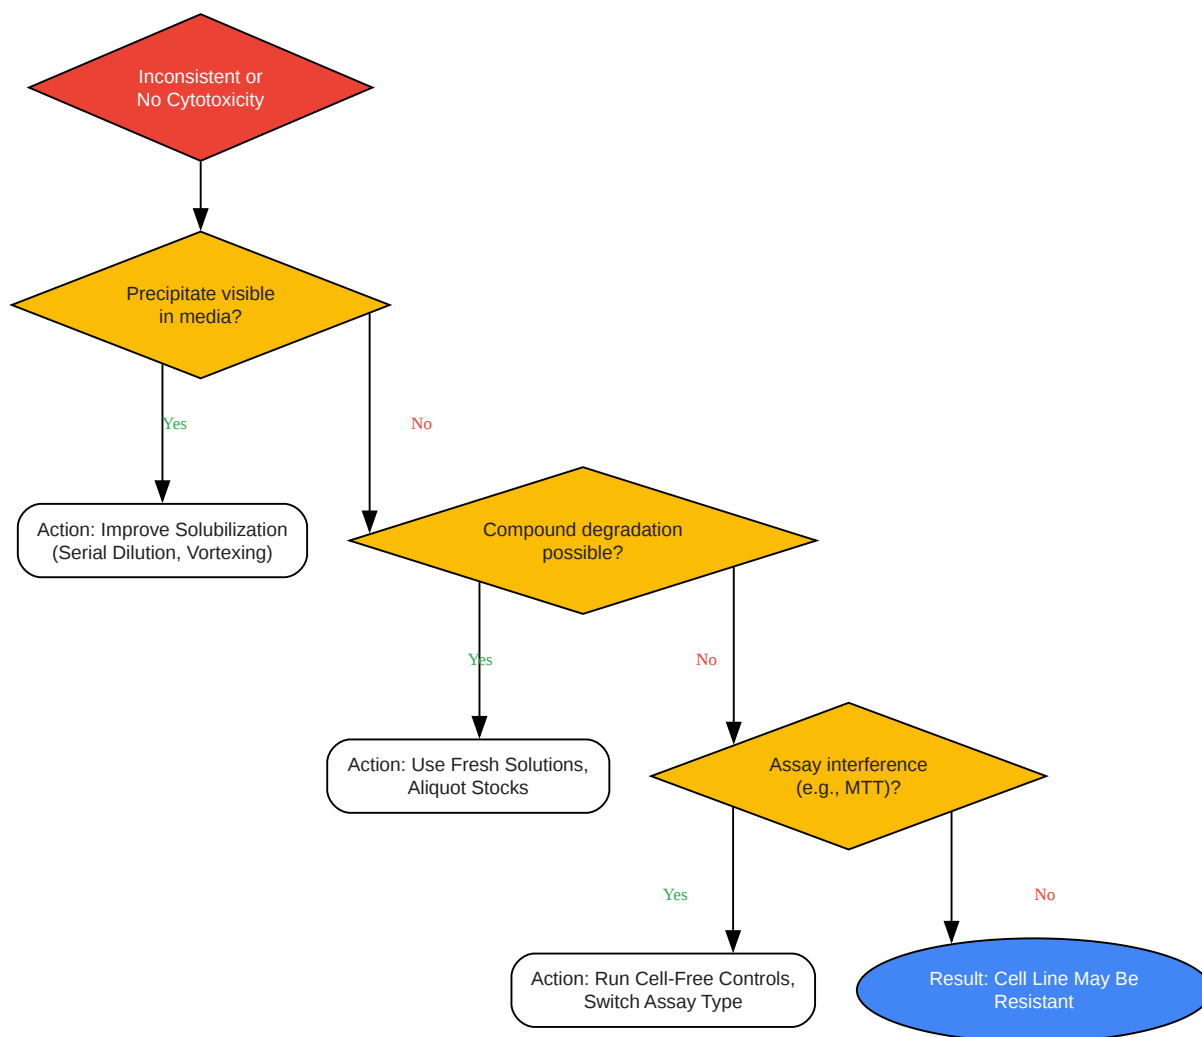 Inconsistent or
No Cytotoxicity
Precipitate visible
in media?
Yes
No
Action: Improve Solubilization
(Serial Dilution, Vortexing)
Compound degradation
possible?
Yes
No
Action: Use Fresh Solutions,
Aliquot Stocks
Assay interference
(e.g., MTT)?
Yes
No
Action: Run Cell-Free Controls,
Switch Assay Type
Result: Cell Line May Be
Resistant